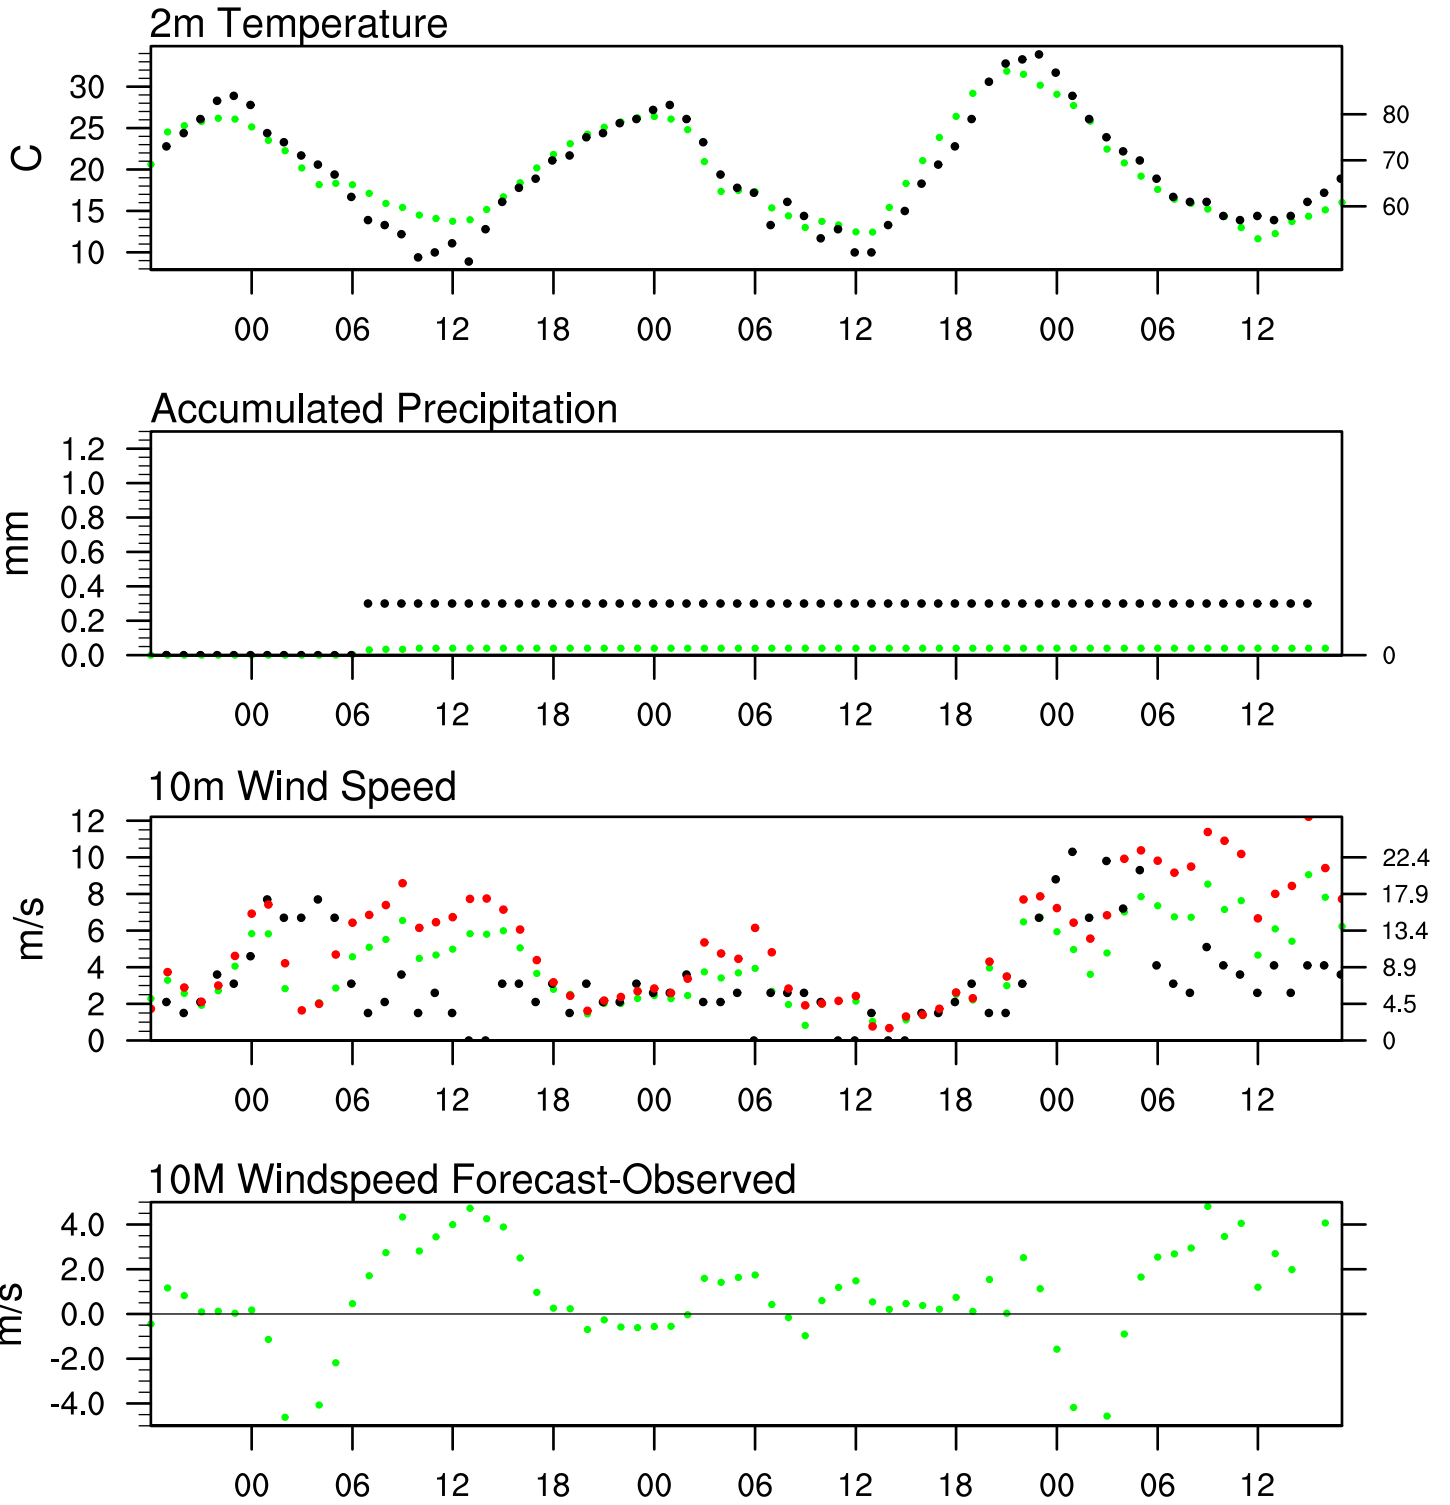 2m Temperature
30
25
20
15
10
C
80
70
60
00 06 12 18 00 06 12 18 00 06 12
Accumulated Precipitation
1.2
1.0
0.8
0.6
0.4
0.2
0.0
mm
0
00 06 12 18 00 06 12 18 00 06 12
10m Wind Speed
12
10
8
6
4
2
0
m/s
22.4
17.9
13.4
8.9
4.5
0
00 06 12 18 00 06 12 18 00 06 12
10M Windspeed Forecast-Observed
4.0
2.0
0.0
-2.0
-4.0
m/s
00 06 12 18 00 06 12 18 00 06 12